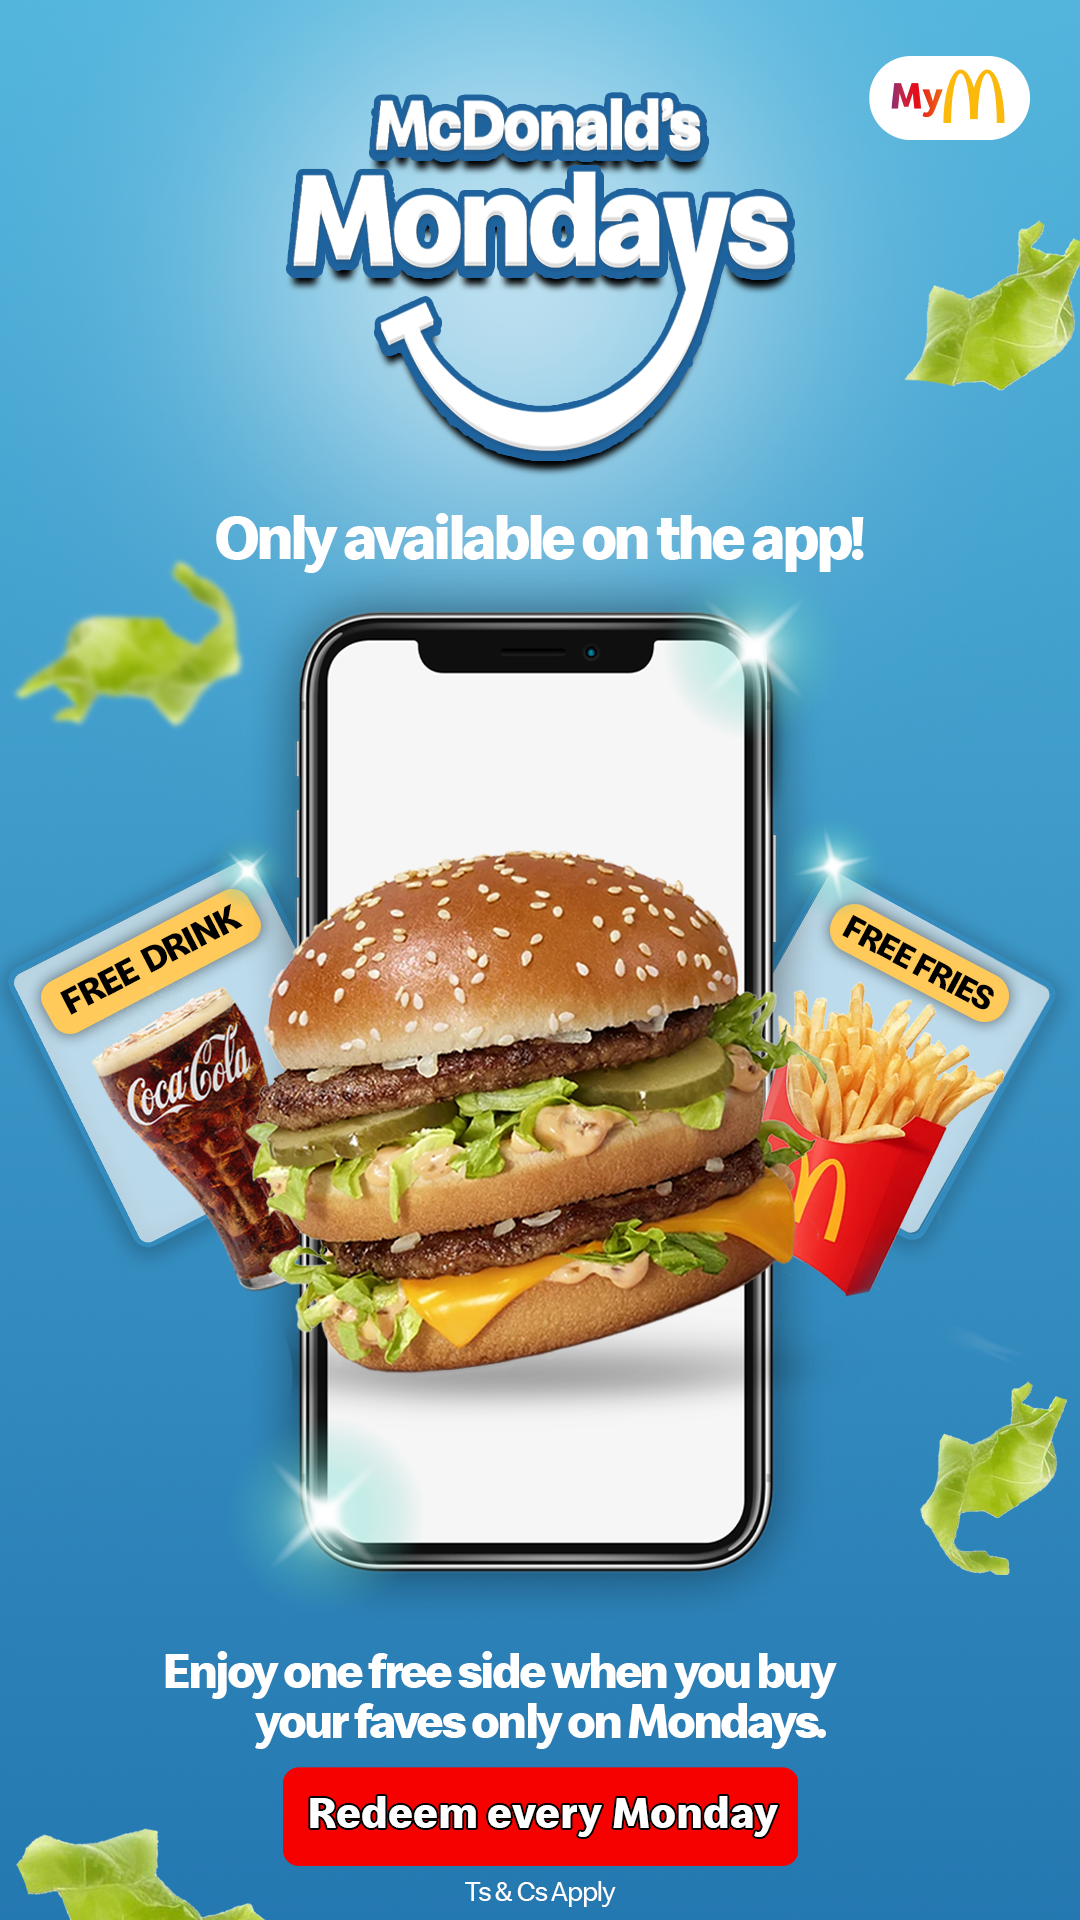 My
McDonald's
Mondays
Only available on the app!
FREE DRINK
FREE FRIES
Coca-Cola
Enjoy one free side when you buy
your faves only on Mondays.
Redeem every Monday
Ts & Cs Apply